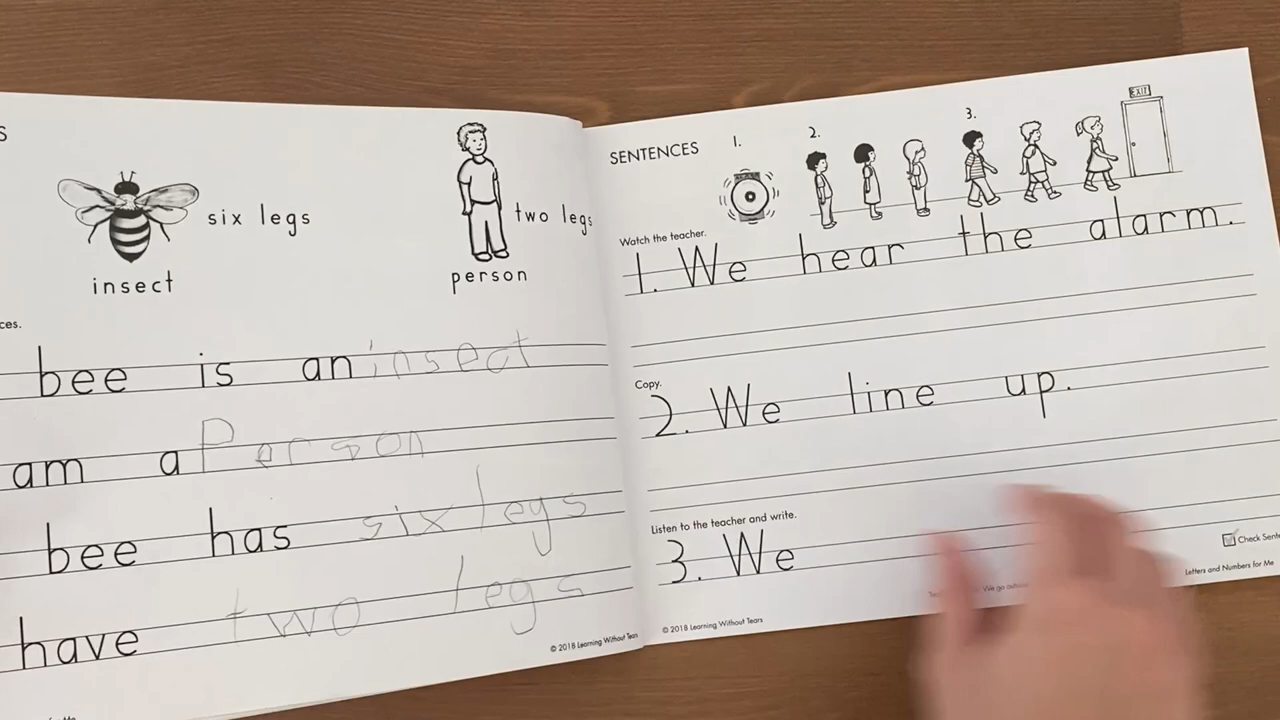 S
six legs
two legs
insect
person
ces.
bee is an insect
am a Person
bee has six legs
have two legs
© 2018 Learning Without Tears
SENTENCES
1.
2.
3.
EXIT
Watch the teacher.
1. We hear the alarm.
Copy.
2. We line up.
Listen to the teacher and write.
3. We
Check Sente
We go
Letters and Numbers for Me
© 2018 Learning Without Tears